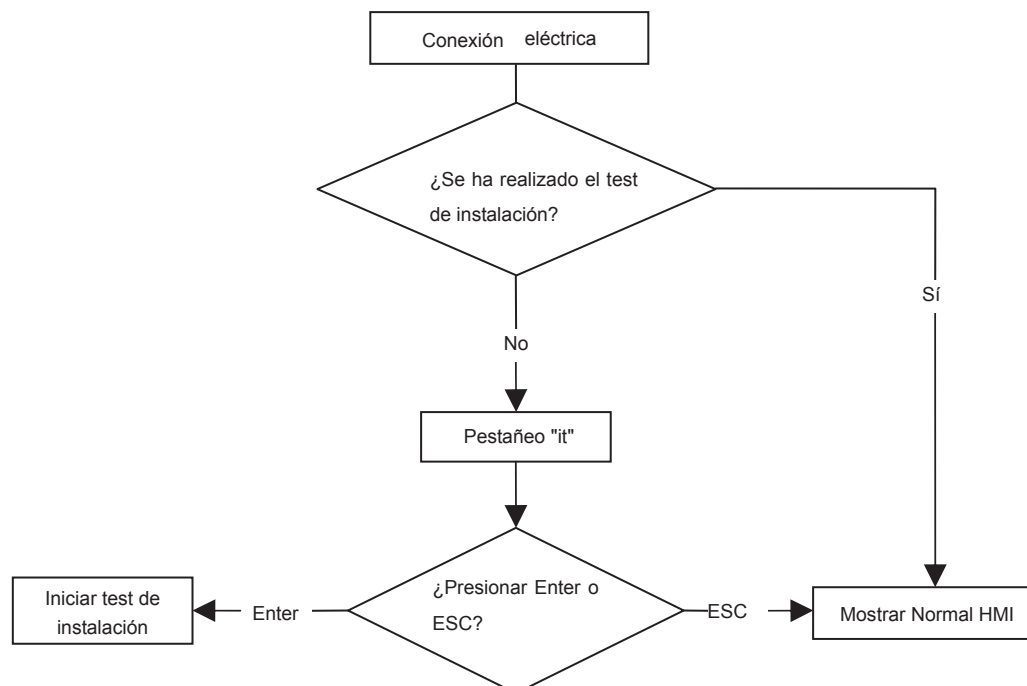 Conexión eléctrica
¿Se ha realizado el test
de instalación?
Sí
No
Pestañeo "it"
¿Presionar Enter o
ESC?
Iniciar test de
instalación
Enter
ESC
Mostrar Normal HMI